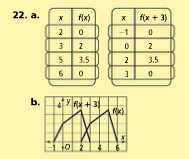 22. a. x f(x) x f(x + 3)
2 0 −1 0
3 2 0 2
5 3.5 2 3.5
6 0 3 0
b. 4 y f(x + 3)
f(x)
x
−1 O 2 4 6